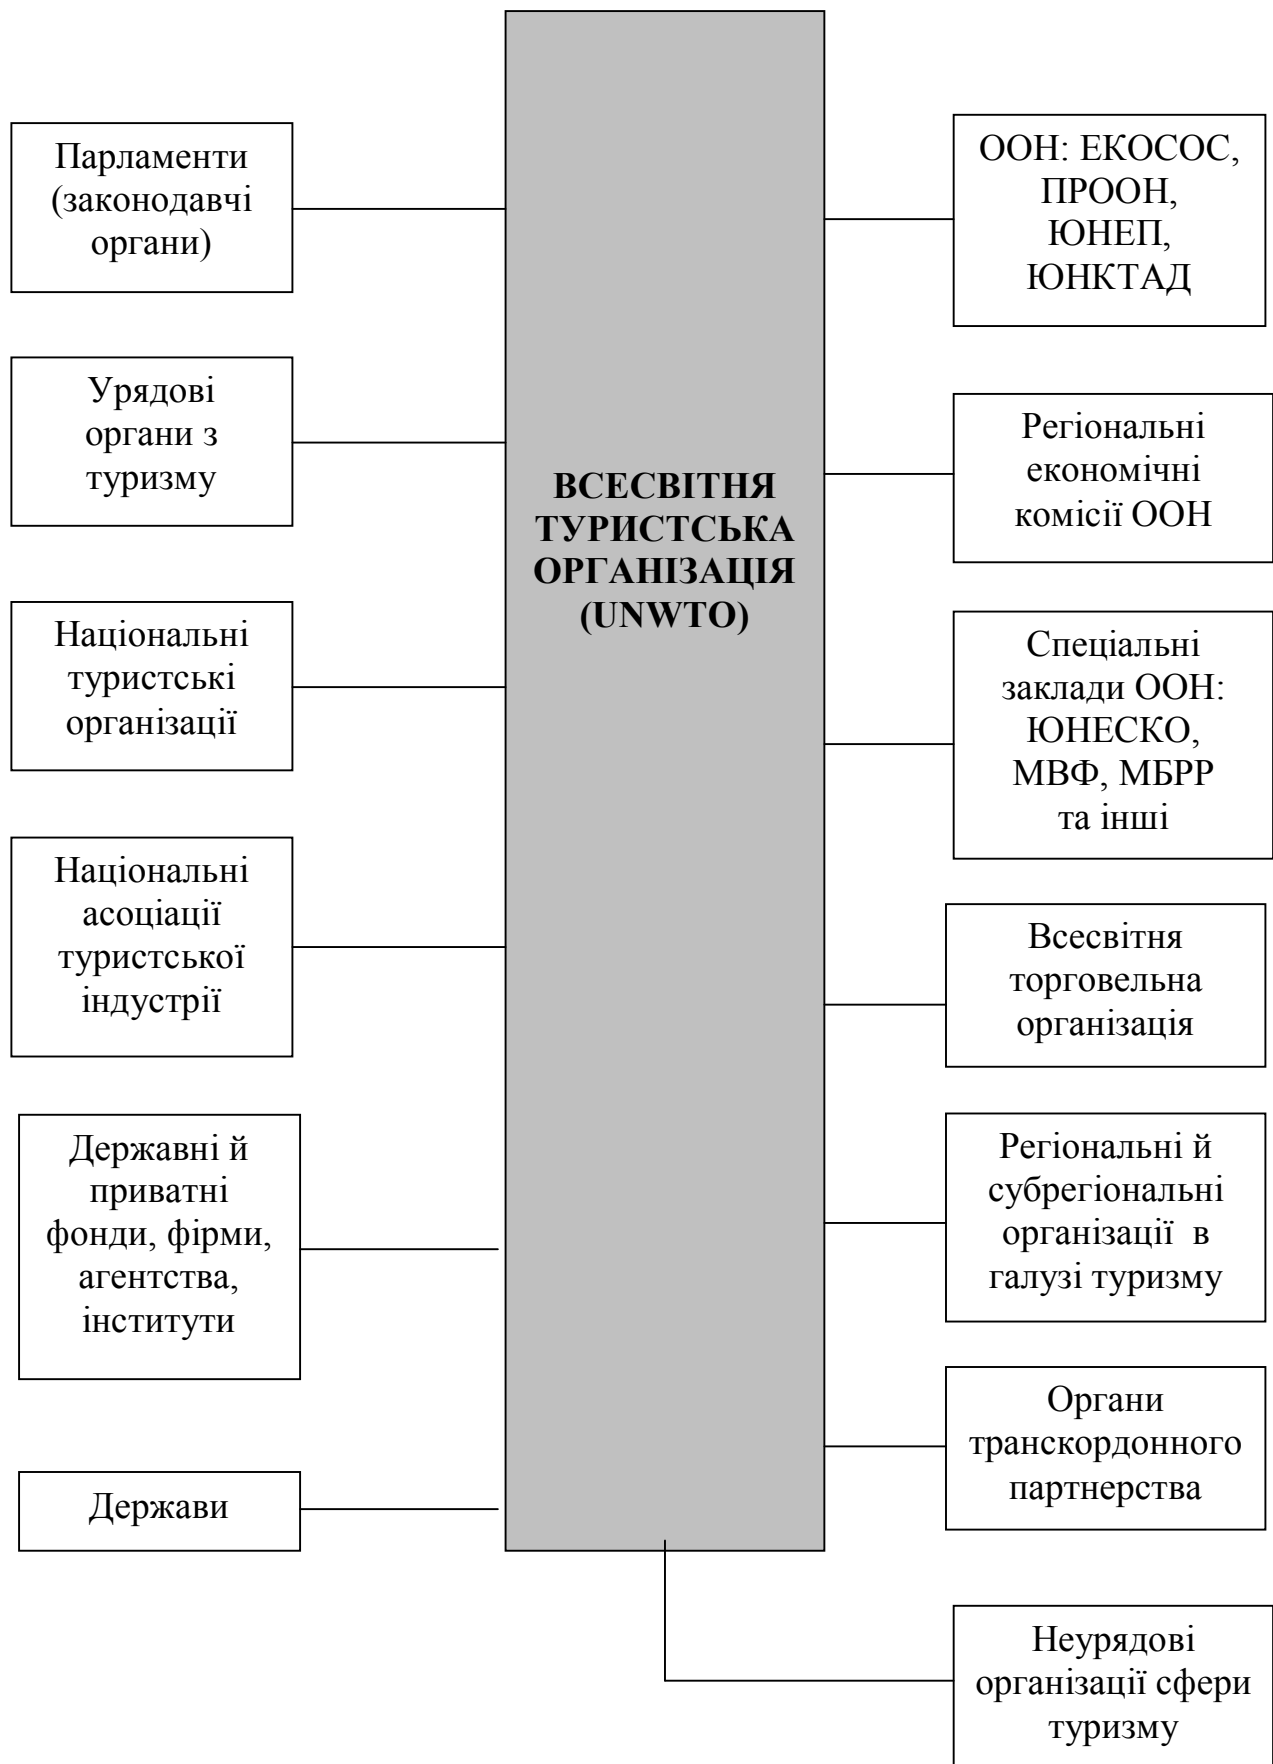 Парламенти
(законодавчі
органи)
Урядові
органи з
туризму
Національні
туристські
організації
Національні
асоціації
туристської
індустрії
Державні й
приватні
фонди, фірми,
агентства,
інститути
Держави
ВСЕСВІТНЯ
ТУРИСТСЬКА
ОРГАНІЗАЦІЯ
(UNWTO)
ООН: ЕКОСОС,
ПРООН,
ЮНЕП,
ЮНКТАД
Регіональні
економічні
комісії ООН
Спеціальні
заклади ООН:
ЮНЕСКО,
МВФ, МБРР
та інші
Всесвітня
торговельна
організація
Регіональні й
субрегіональні
організації в
галузі туризму
Органи
транскордонного
партнерства
Неурядові
організації сфери
туризму